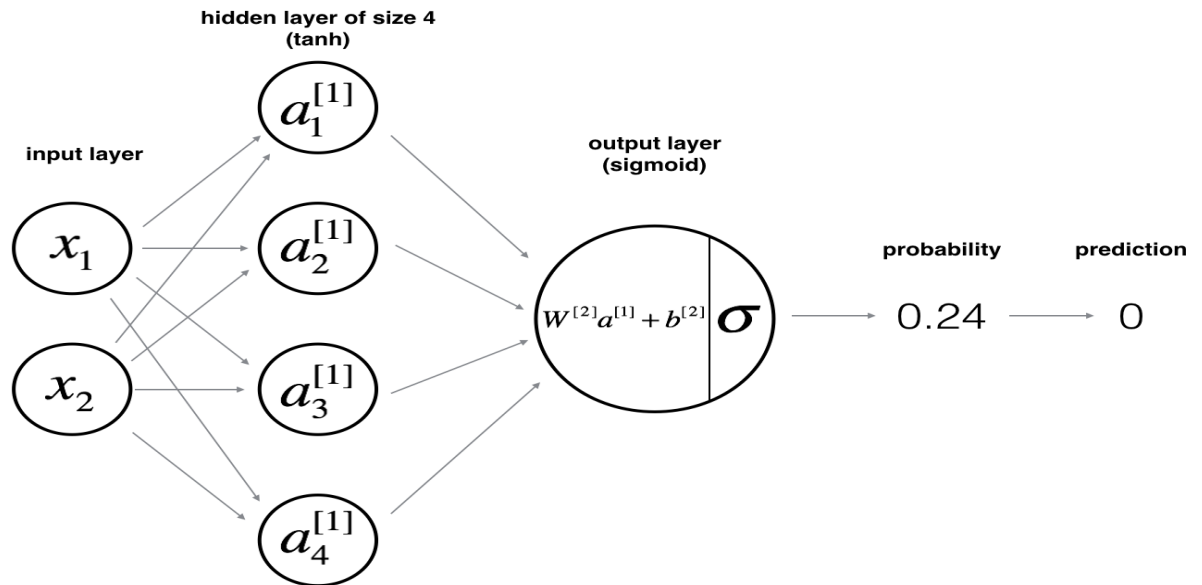 hidden layer of size 4
(tanh)
a₁^[1]
input layer
output layer
(sigmoid)
x₁
a₂^[1]
probability
prediction
W^[2]a^[1] + b^[2]
σ
0.24
0
x₂
a₃^[1]
a₄^[1]